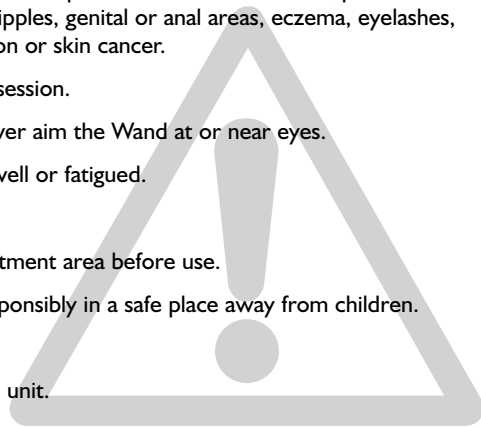 ipples, genital or anal areas, eczema, eyelashes,
on or skin cancer.
session.
ver aim the Wand at or near eyes.
well or fatigued.
tment area before use.
ponsibly in a safe place away from children.
unit.